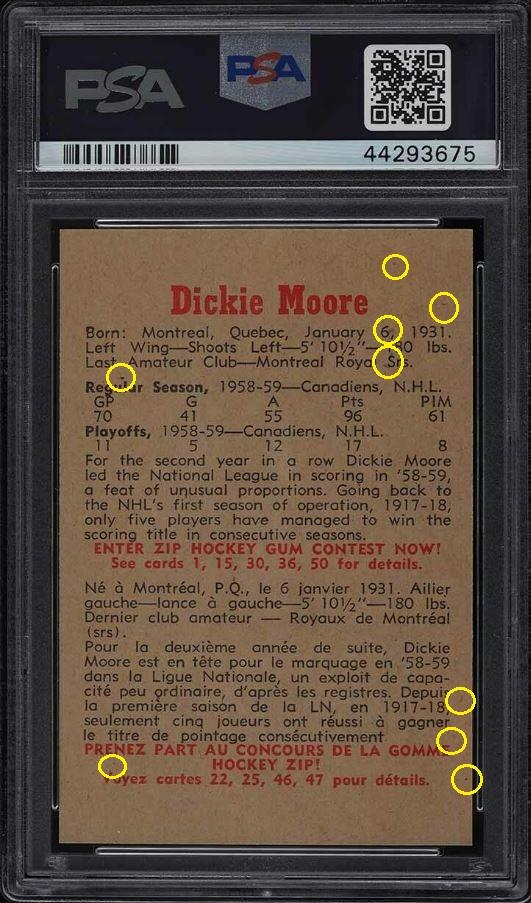 PSA
PSA
44293675
Dickie Moore
Born: Montreal, Quebec, January 6, 1931.
Left Wing—Shoots Left—5' 10½"—180 lbs.
Last Amateur Club—Montreal Royal Srs.
Regular Season, 1958-59—Canadiens, N.H.L.
GP G A Pts PIM
70 41 55 96 61
Playoffs, 1958-59—Canadiens, N.H.L.
11 5 12 17 8
For the second year in a row Dickie Moore
led the National League in scoring in '58-59,
a feat of unusual proportions. Going back to
the NHL's first season of operation, 1917-18,
only five players have managed to win the
scoring title in consecutive seasons.
ENTER ZIP HOCKEY GUM CONTEST NOW!
See cards 1, 15, 30, 36, 50 for details.
Né à Montréal, P.Q., le 6 janvier 1931. Ailier
gauche—lance à gauche—5' 10½"—180 lbs.
Dernier club amateur — Royaux de Montréal
(srs).
Pour la deuxième année de suite, Dickie
Moore est en tête pour le marquage en '58-59
dans la Ligue Nationale, un exploit de capa-
cité peu ordinaire, d'après les registres. Depuis
la première saison de la LN, en 1917-18,
seulement cinq joueurs ont réussi à gagner
le titre de pointage consécutivement
PRENEZ PART AU CONCOURS DE LA GOMME
HOCKEY ZIP!
Voyez cartes 22, 25, 46, 47 pour détails.